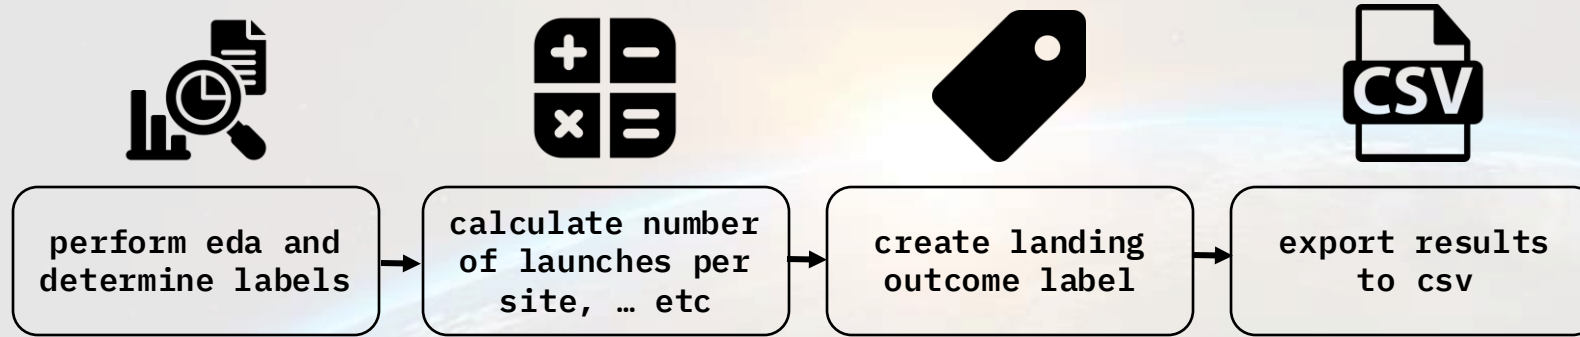 CSV
perform eda and
determine labels
calculate number
of launches per
site, … etc
create landing
outcome label
export results
to csv